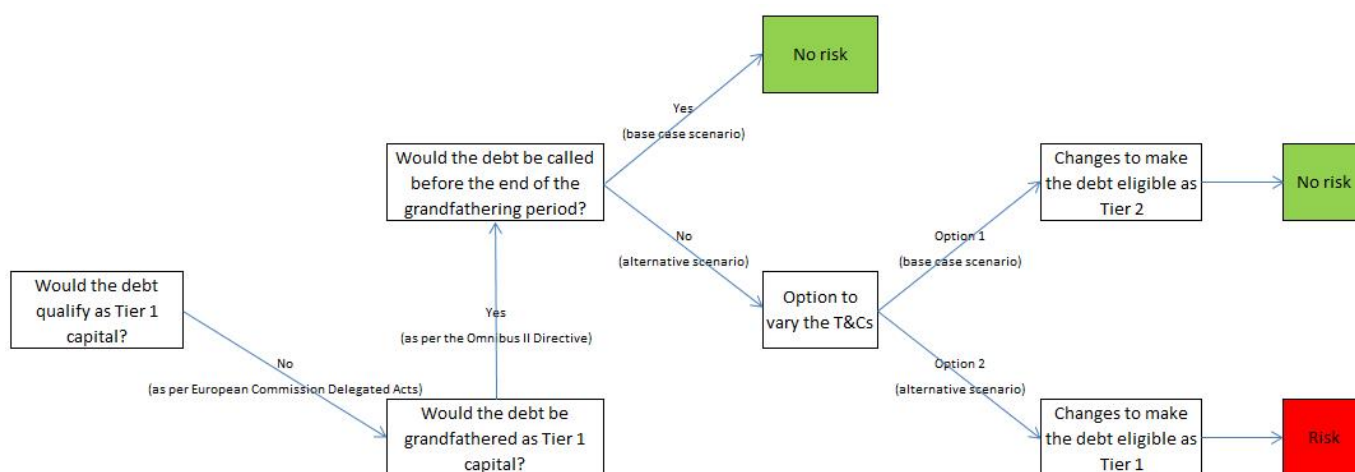 Would the debt
qualify as Tier 1
capital?
No
(as per European Commission Delegated Acts)
Would the debt be
grandfathered as Tier 1
capital?
Yes
(as per the Omnibus II Directive)
Would the debt be called
before the end of the
grandfathering period?
Yes
(base case scenario)
No risk
No
(alternative scenario)
Option to
vary the T&Cs
Option 1
(base case scenario)
Changes to make
the debt eligible as
Tier 2
No risk
Option 2
(alternative scenario)
Changes to make
the debt eligible as
Tier 1
Risk